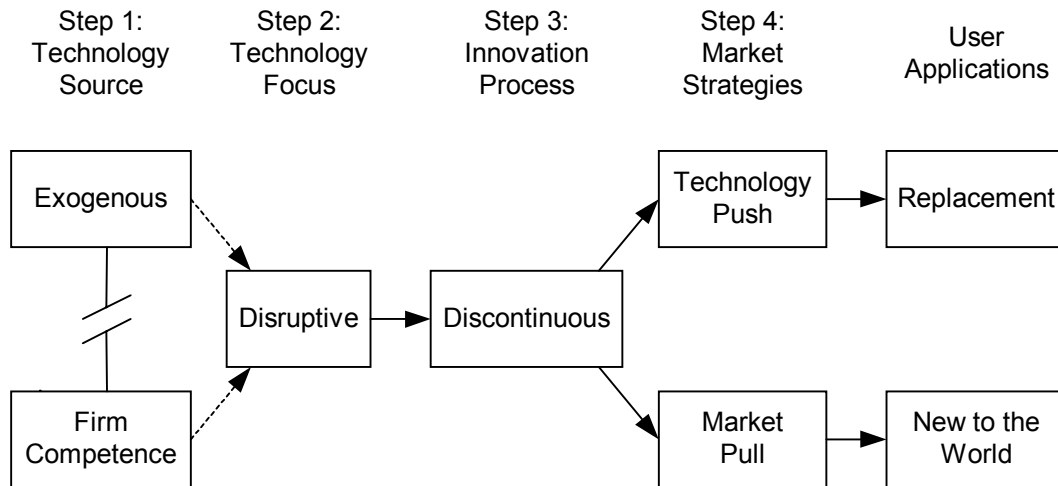 Step 1:
Technology
Source
Step 2:
Technology
Focus
Step 3:
Innovation
Process
Step 4:
Market
Strategies
User
Applications
Exogenous
Technology
Push
Replacement
Disruptive
Discontinuous
Firm
Competence
Market
Pull
New to the
World